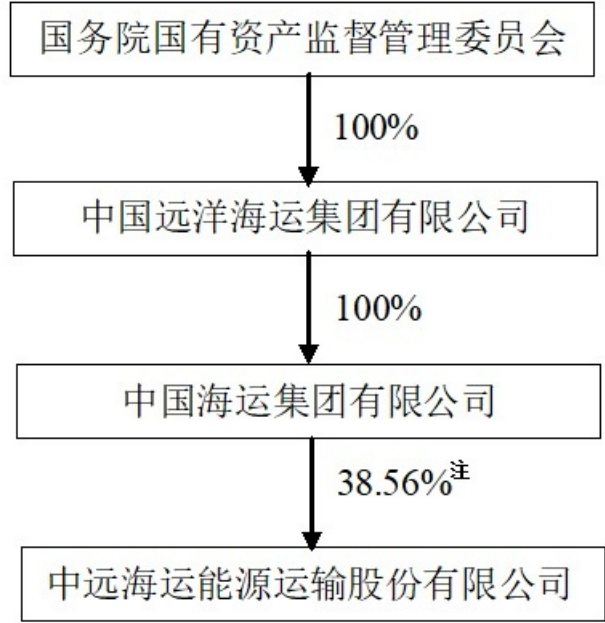 国务院国有资产监督管理委员会
100%
中国远洋海运集团有限公司
100%
中国海运集团有限公司
38.56%注
中远海运能源运输股份有限公司